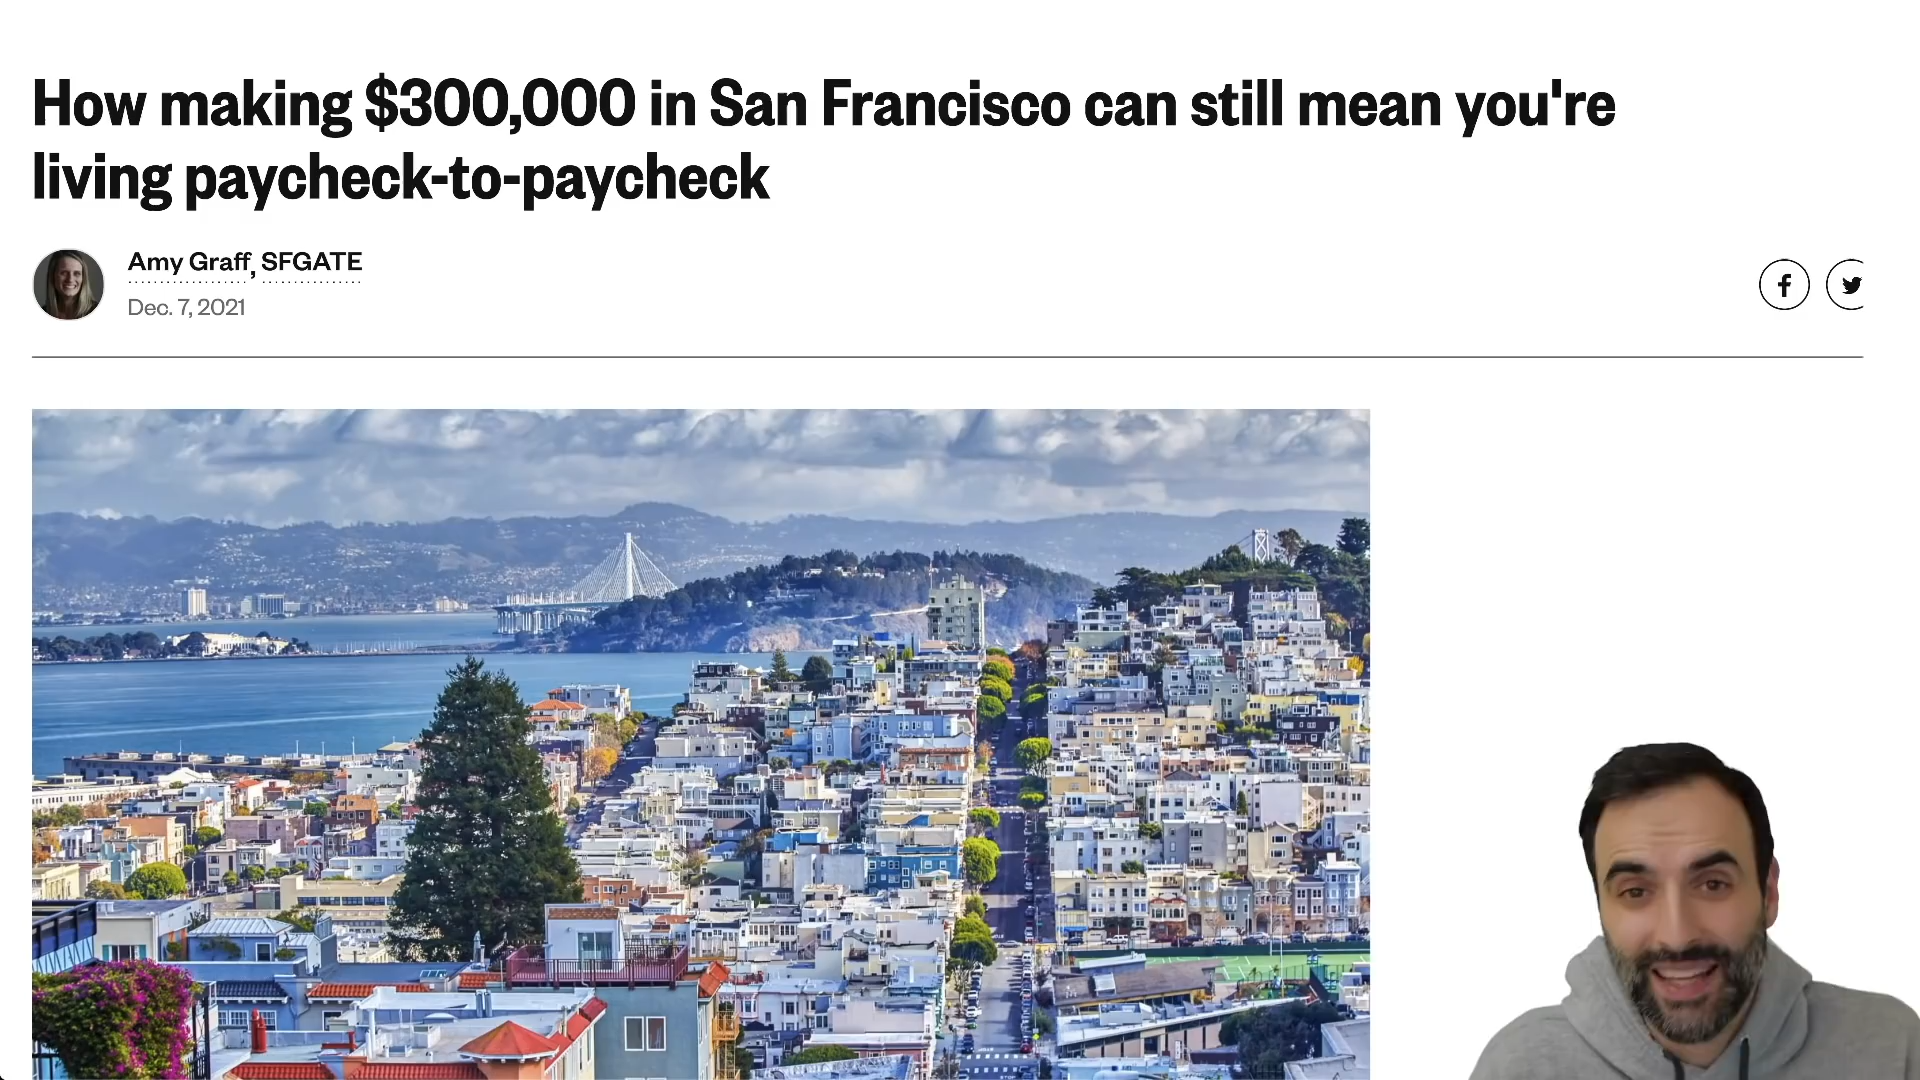 How making $300,000 in San Francisco can still mean you're
living paycheck-to-paycheck
Amy Graff, SFGATE
Dec. 7, 2021